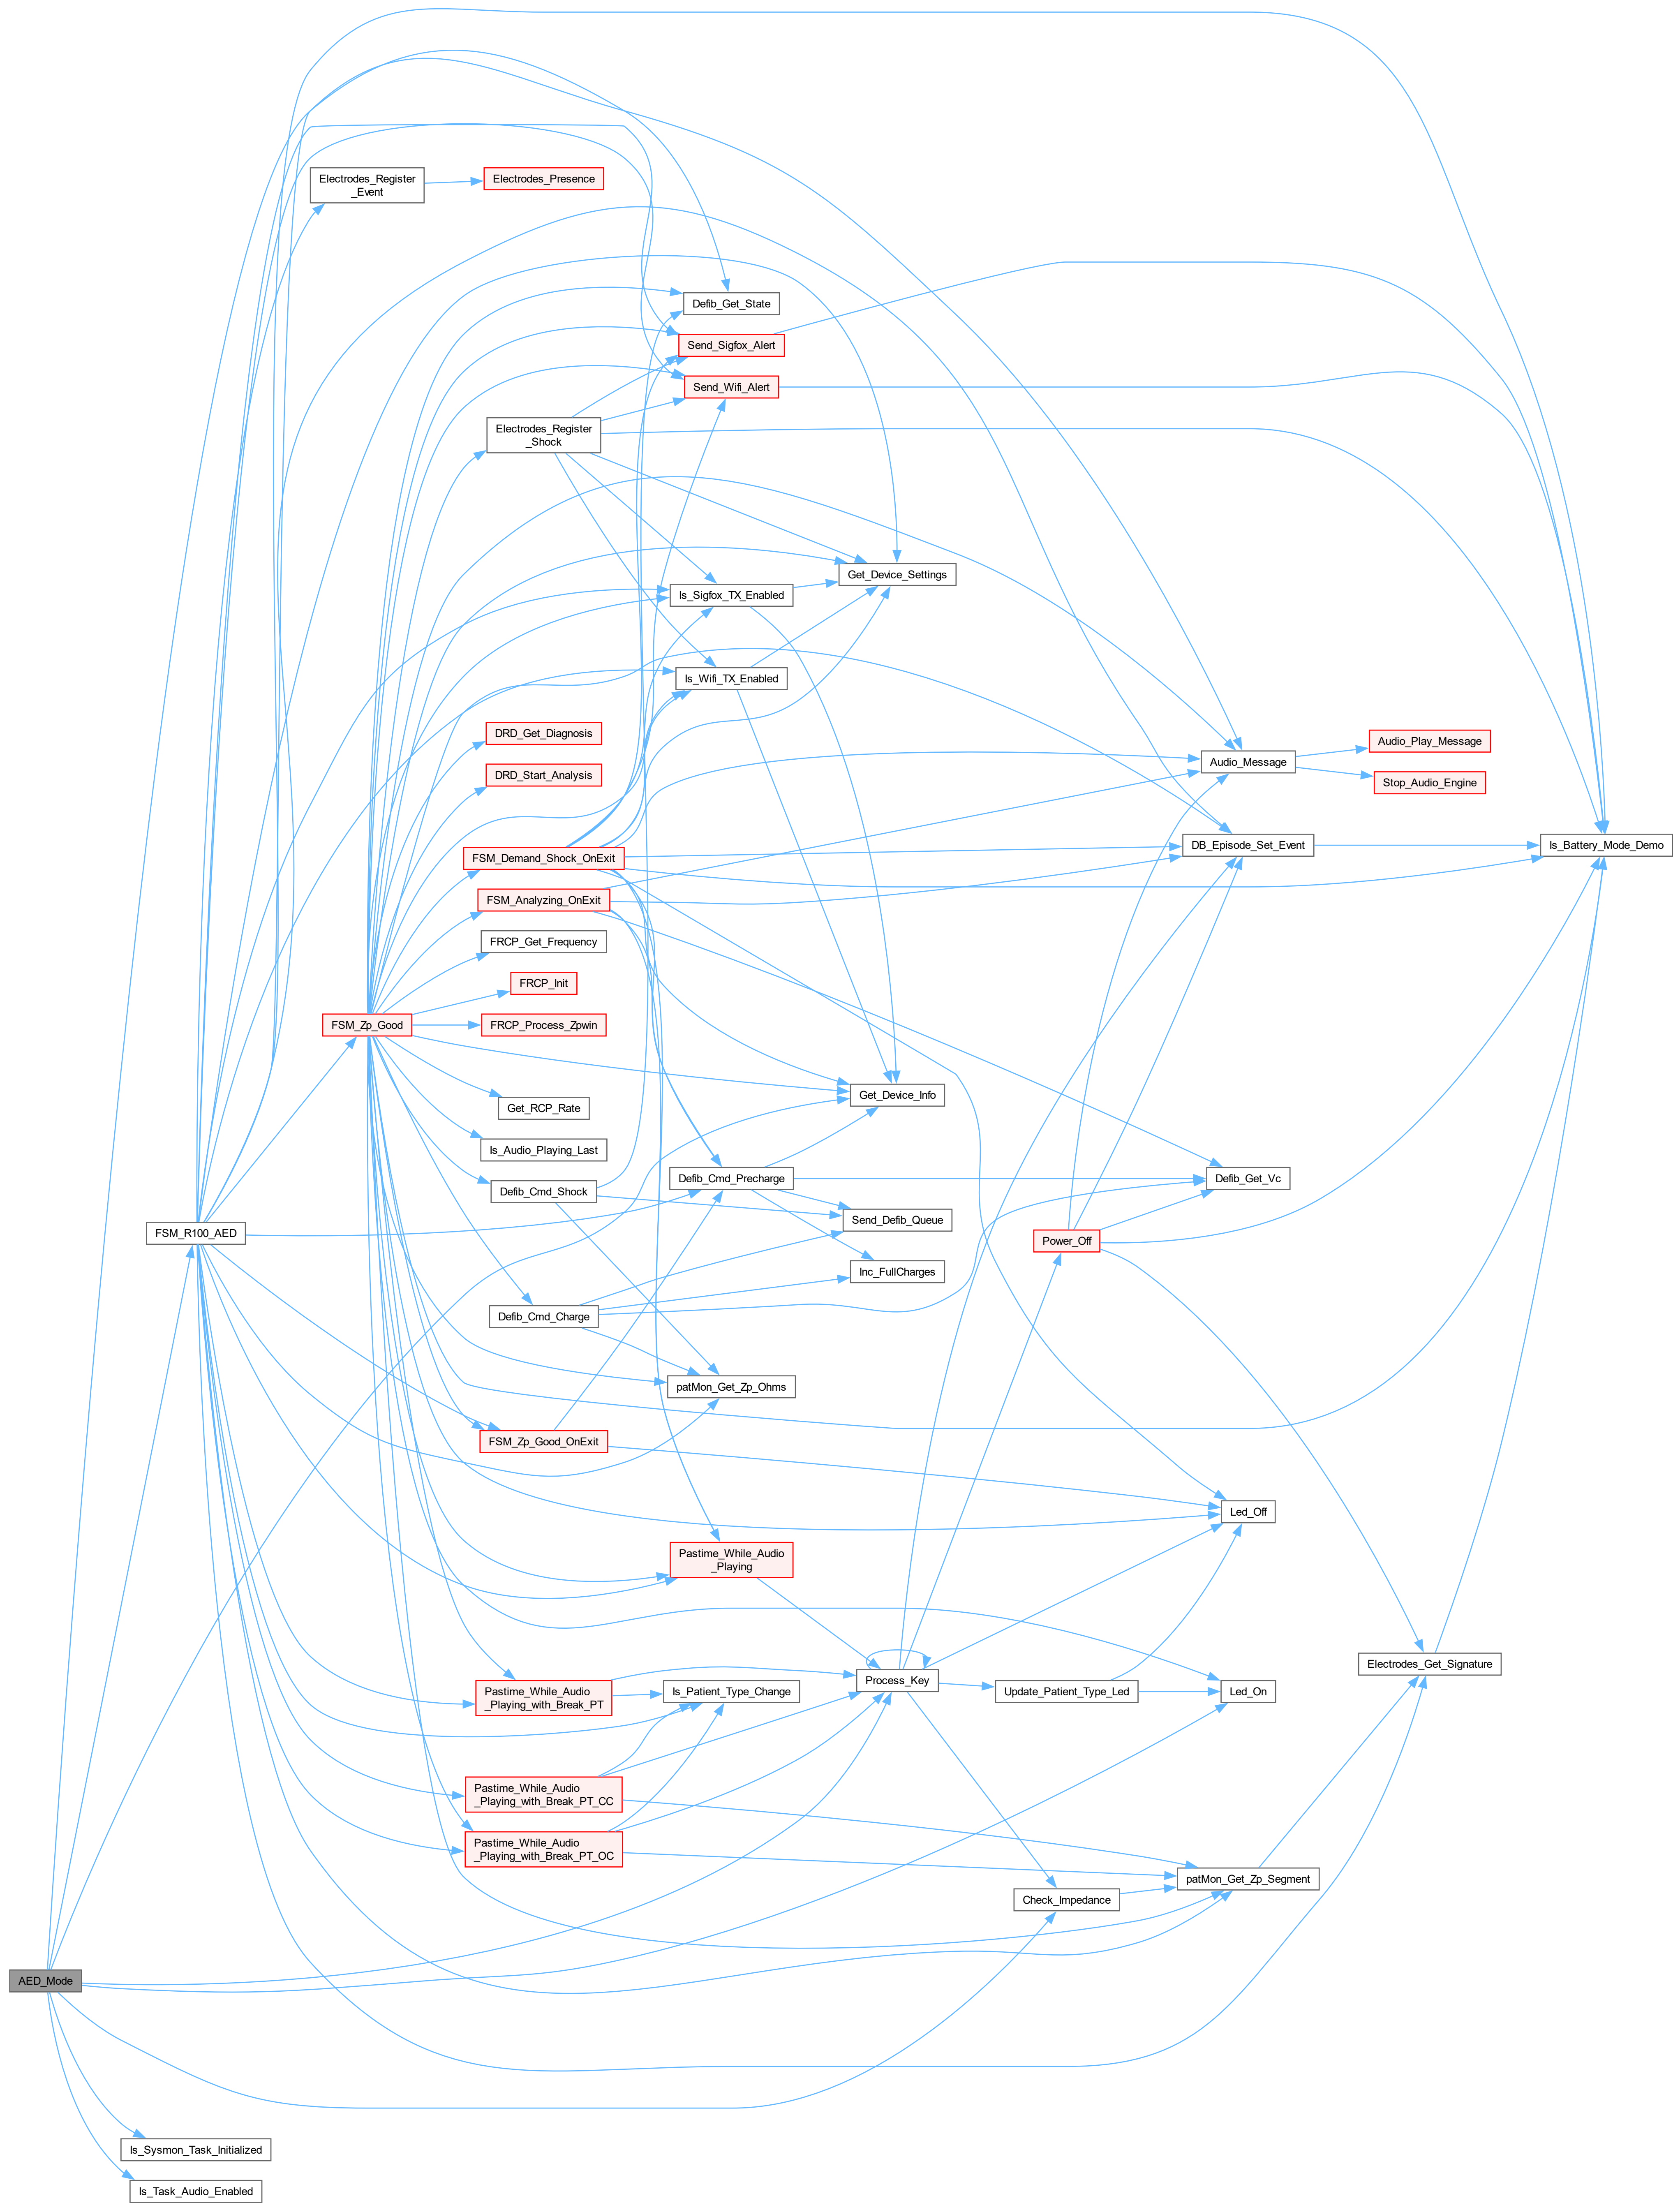 Electrodes_Register
_Event
Electrodes_Presence
Defib_Get_State
Send_Sigfox_Alert
Send_Wifi_Alert
Electrodes_Register
_Shock
Get_Device_Settings
Is_Sigfox_TX_Enabled
Is_Wifi_TX_Enabled
DRD_Get_Diagnosis
Audio_Play_Message
Audio_Message
DRD_Start_Analysis
Stop_Audio_Engine
DB_Episode_Set_Event
Is_Battery_Mode_Demo
FSM_Demand_Shock_OnExit
FSM_Analyzing_OnExit
FRCP_Get_Frequency
FRCP_Init
FSM_Zp_Good
FRCP_Process_Zpwin
Get_Device_Info
Get_RCP_Rate
Is_Audio_Playing_Last
Defib_Cmd_Precharge
Defib_Get_Vc
Defib_Cmd_Shock
Send_Defib_Queue
FSM_R100_AED
Power_Off
Inc_FullCharges
Defib_Cmd_Charge
patMon_Get_Zp_Ohms
FSM_Zp_Good_OnExit
Led_Off
Pastime_While_Audio
_Playing
Electrodes_Get_Signature
Process_Key
Pastime_While_Audio
_Playing_with_Break_PT
Is_Patient_Type_Change
Update_Patient_Type_Led
Led_On
Pastime_While_Audio
_Playing_with_Break_PT_CC
Pastime_While_Audio
_Playing_with_Break_PT_OC
patMon_Get_Zp_Segment
Check_Impedance
AED_Mode
Is_Sysmon_Task_Initialized
Is_Task_Audio_Enabled